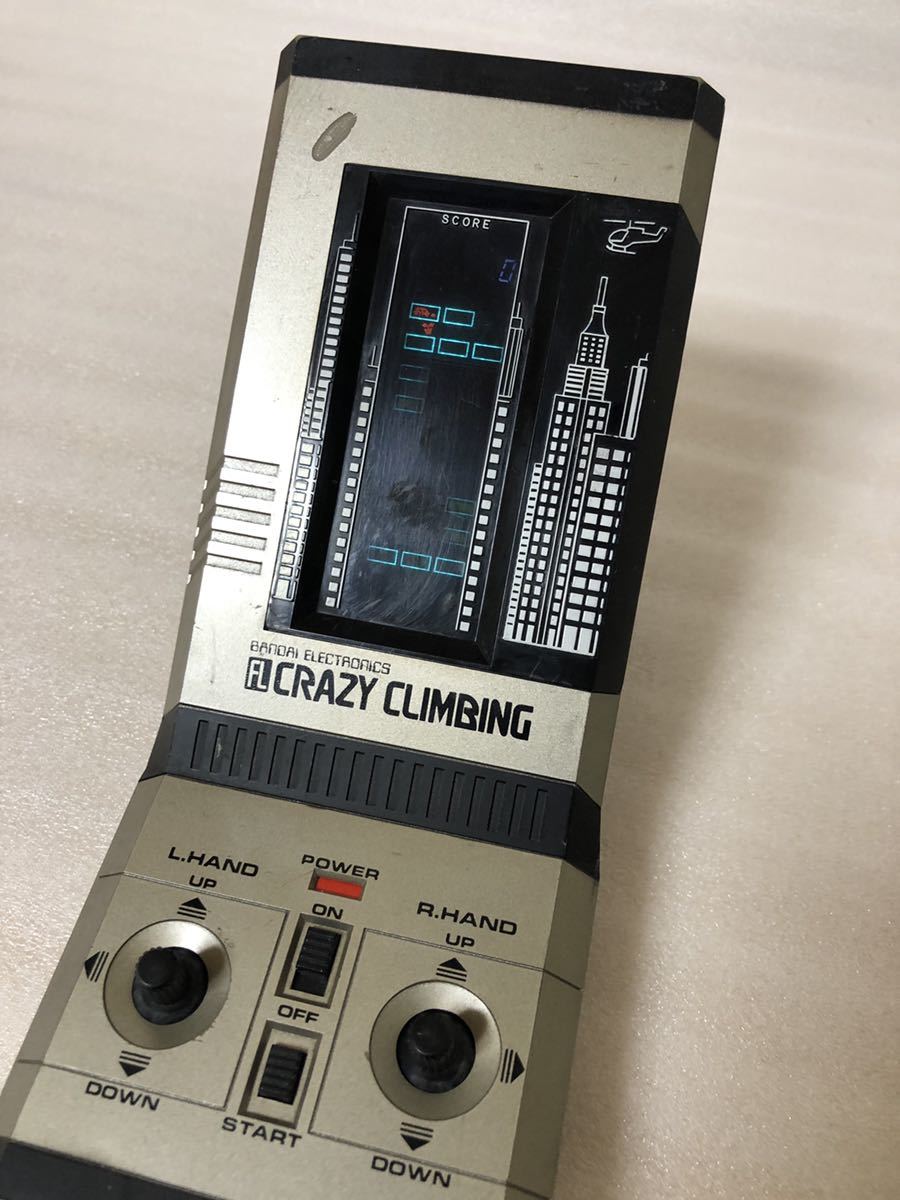 SCORE
0
BANDAI ELECTRONICS
FL CRAZY CLIMBING
L.HAND
UP
DOWN
POWER
ON
OFF
START
R.HAND
UP
DOWN